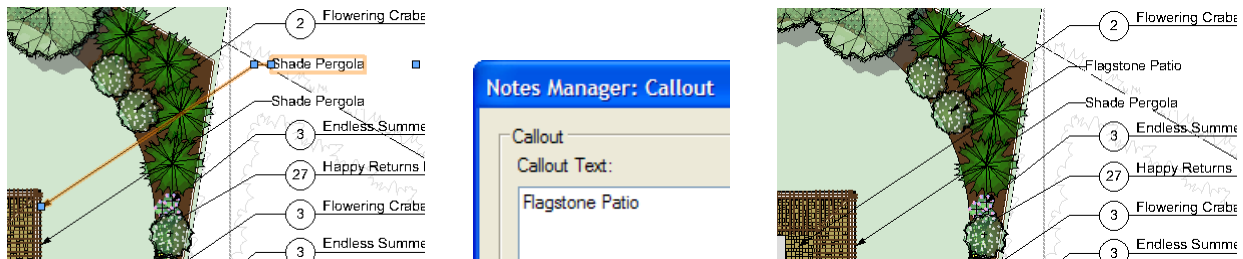 2
Flowering Craba
Shade Pergola
Shade Pergola
3
Endless Summe
27
Happy Returns
3
Flowering Craba
3
Endless Summe
Notes Manager: Callout
Callout
Callout Text:
Flagstone Patio
2
Flowering Craba
Flagstone Patio
Shade Pergola
3
Endless Summe
27
Happy Returns
3
Flowering Craba
3
Endless Summe